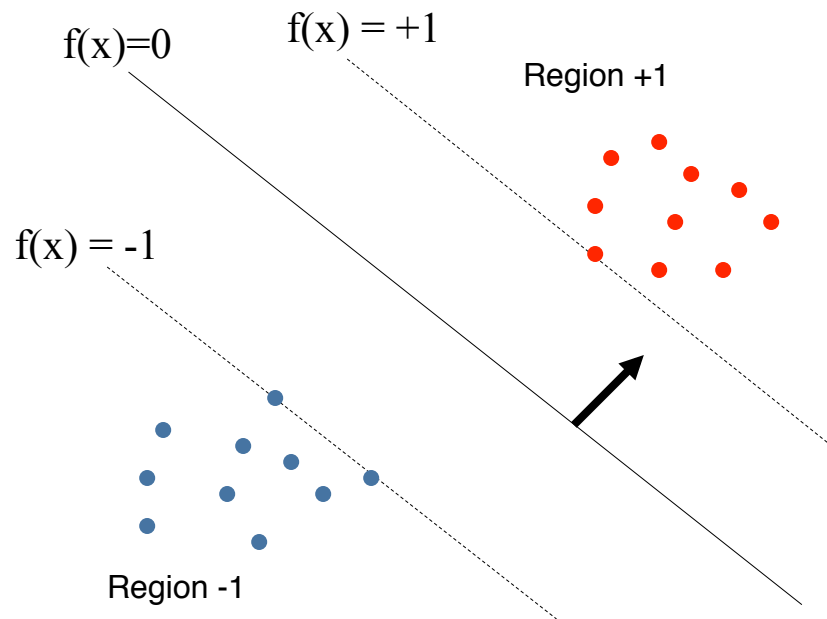 f(x)=0
f(x) = +1
Region +1
f(x) = -1
Region -1